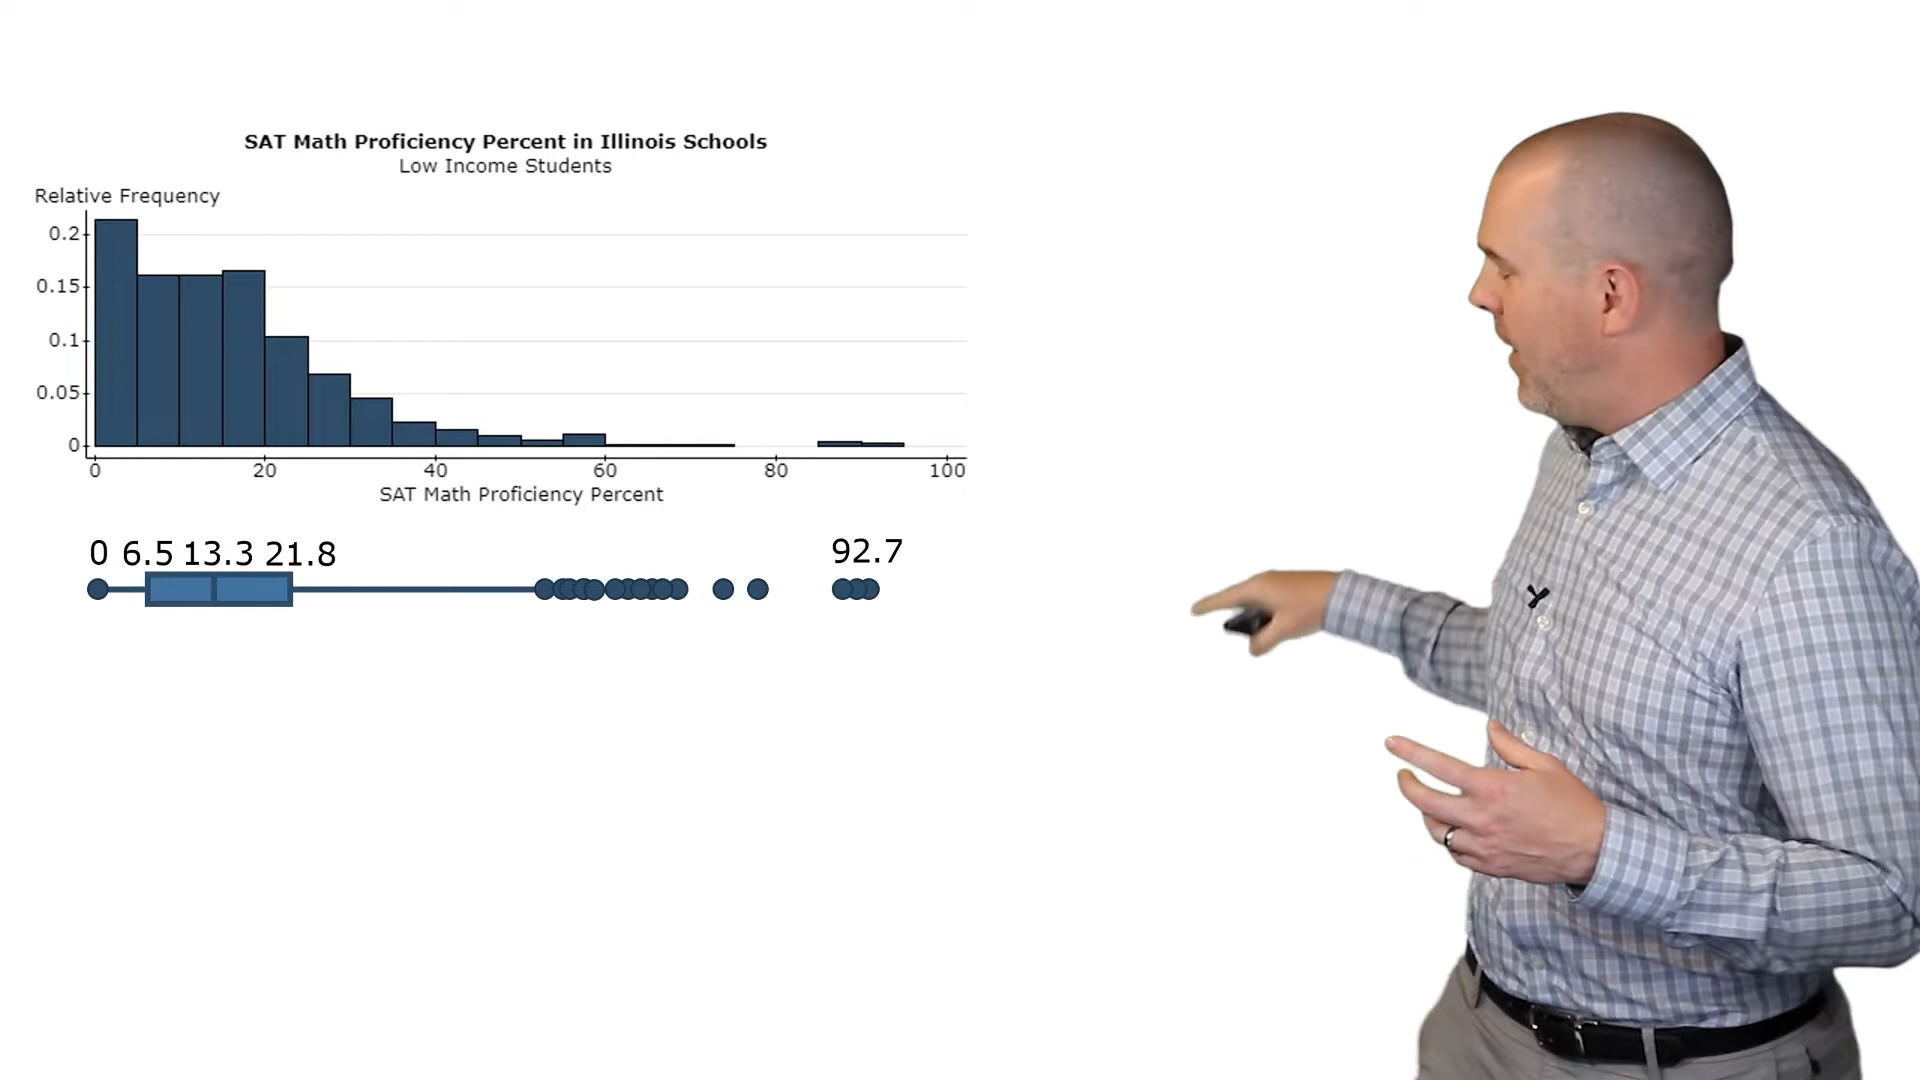 SAT Math Proficiency Percent in Illinois Schools
Low Income Students
Relative Frequency
0.2
0.15
0.1
0.05
0
0 20 40 60 80 100
SAT Math Proficiency Percent
0 6.5 13.3 21.8 92.7